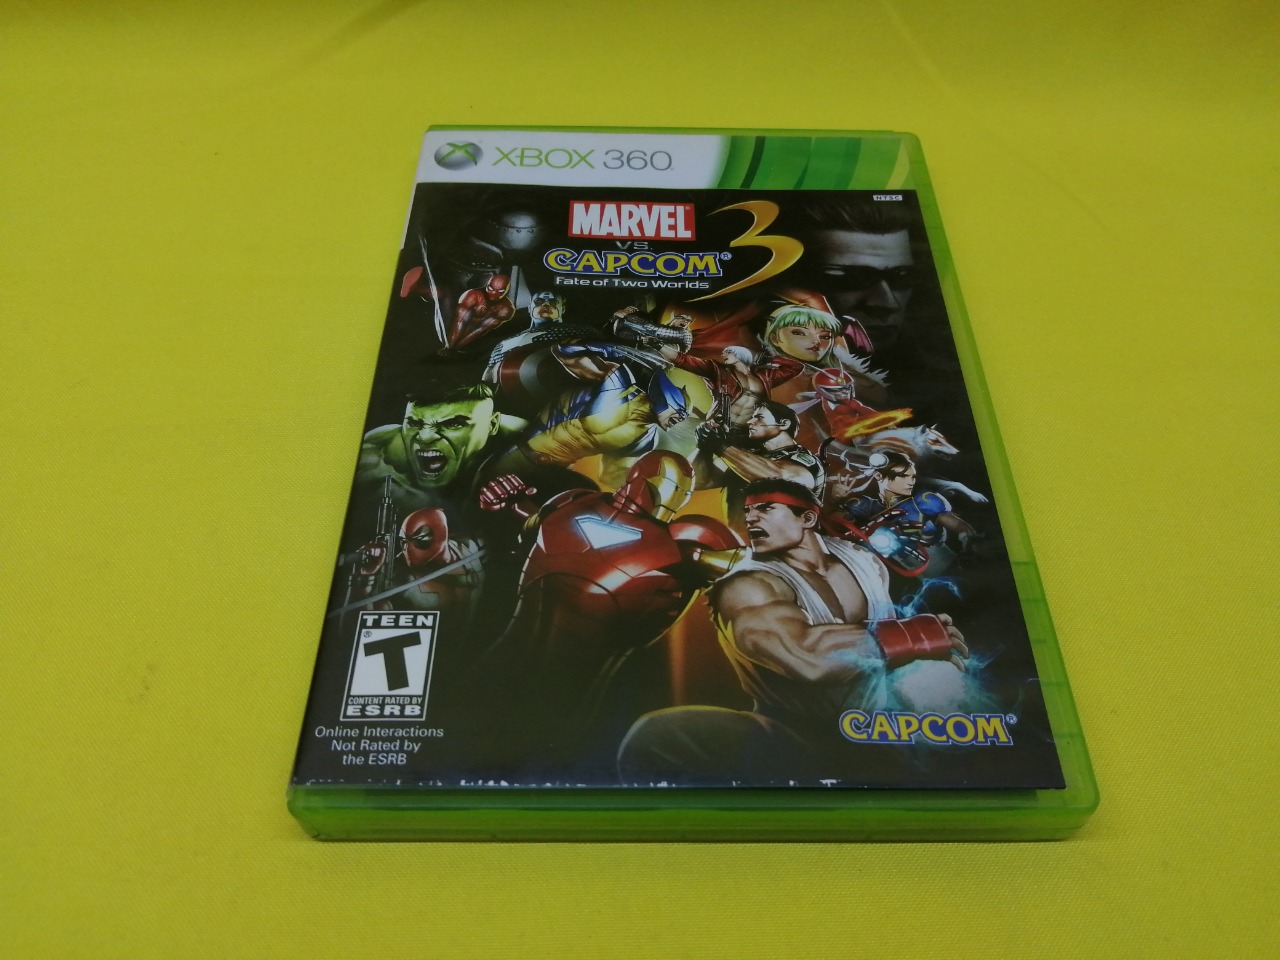 XBOX 360
NTSC
MARVEL
VS.
CAPCOM® 3
Fate of Two Worlds
TEEN
T®
CONTENT RATED BY
ESRB
Online Interactions
Not Rated by
the ESRB
CAPCOM®